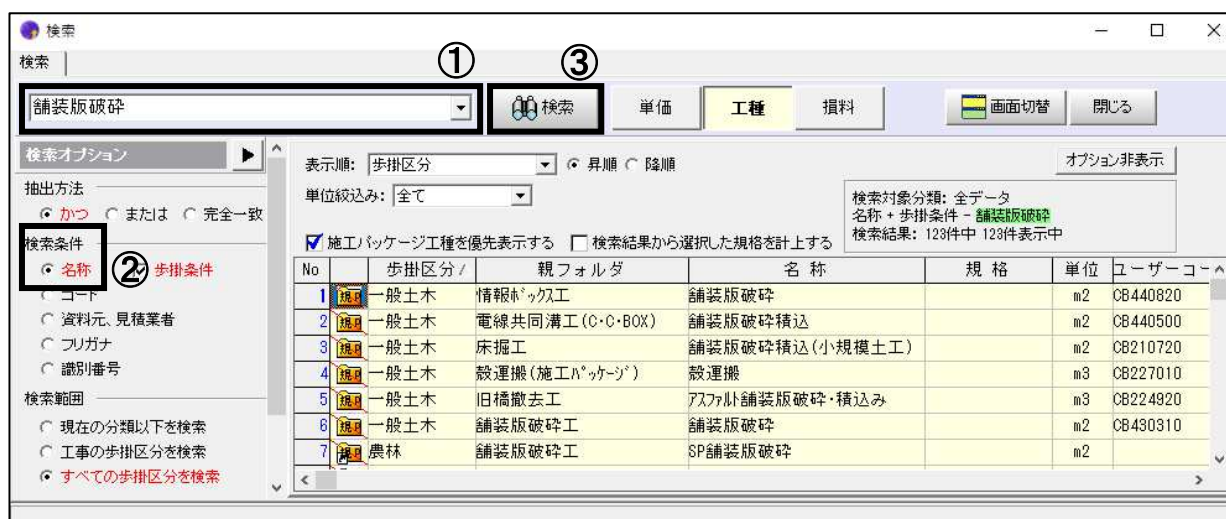 検索
検索
① ③
舗装版破砕 検索 単価 工種 損料 画面切替 閉じる
検索オプション
抽出方法
かつ または 完全一致
検索条件
名称 ② 歩掛条件
コード
資料元、見積業者
フリガナ
識別番号
検索範囲
現在の分類以下を検索
工事の歩掛区分を検索
すべての歩掛区分を検索
表示順: 歩掛区分 昇順 降順 オプション非表示
単位絞込み: 全て
検索対象分類: 全データ
名称 + 歩掛条件 - 舗装版破砕
検索結果: 123件中 123件表示中
施工パッケージ工種を優先表示する 検索結果から選択した規格を計上する
No 歩掛区分 / 親フォルダ 名 称 規 格 単位 ユーザーコー
1 規P 一般土木 情報ボックス工 舗装版破砕 m2 CB440820
2 規P 一般土木 電線共同溝工(C・C・BOX) 舗装版破砕積込 m2 CB440500
3 規P 一般土木 床掘工 舗装版破砕積込(小規模土工) m2 CB210720
4 規P 一般土木 殻運搬(施工パッケージ) 殻運搬 m3 CB227010
5 規P 一般土木 旧橋撤去工 アスファルト舗装版破砕・積込み m3 CB224920
6 規P 一般土木 舗装版破砕工 舗装版破砕 m2 CB430310
7 農林 舗装版破砕工 SP舗装版破砕 m2